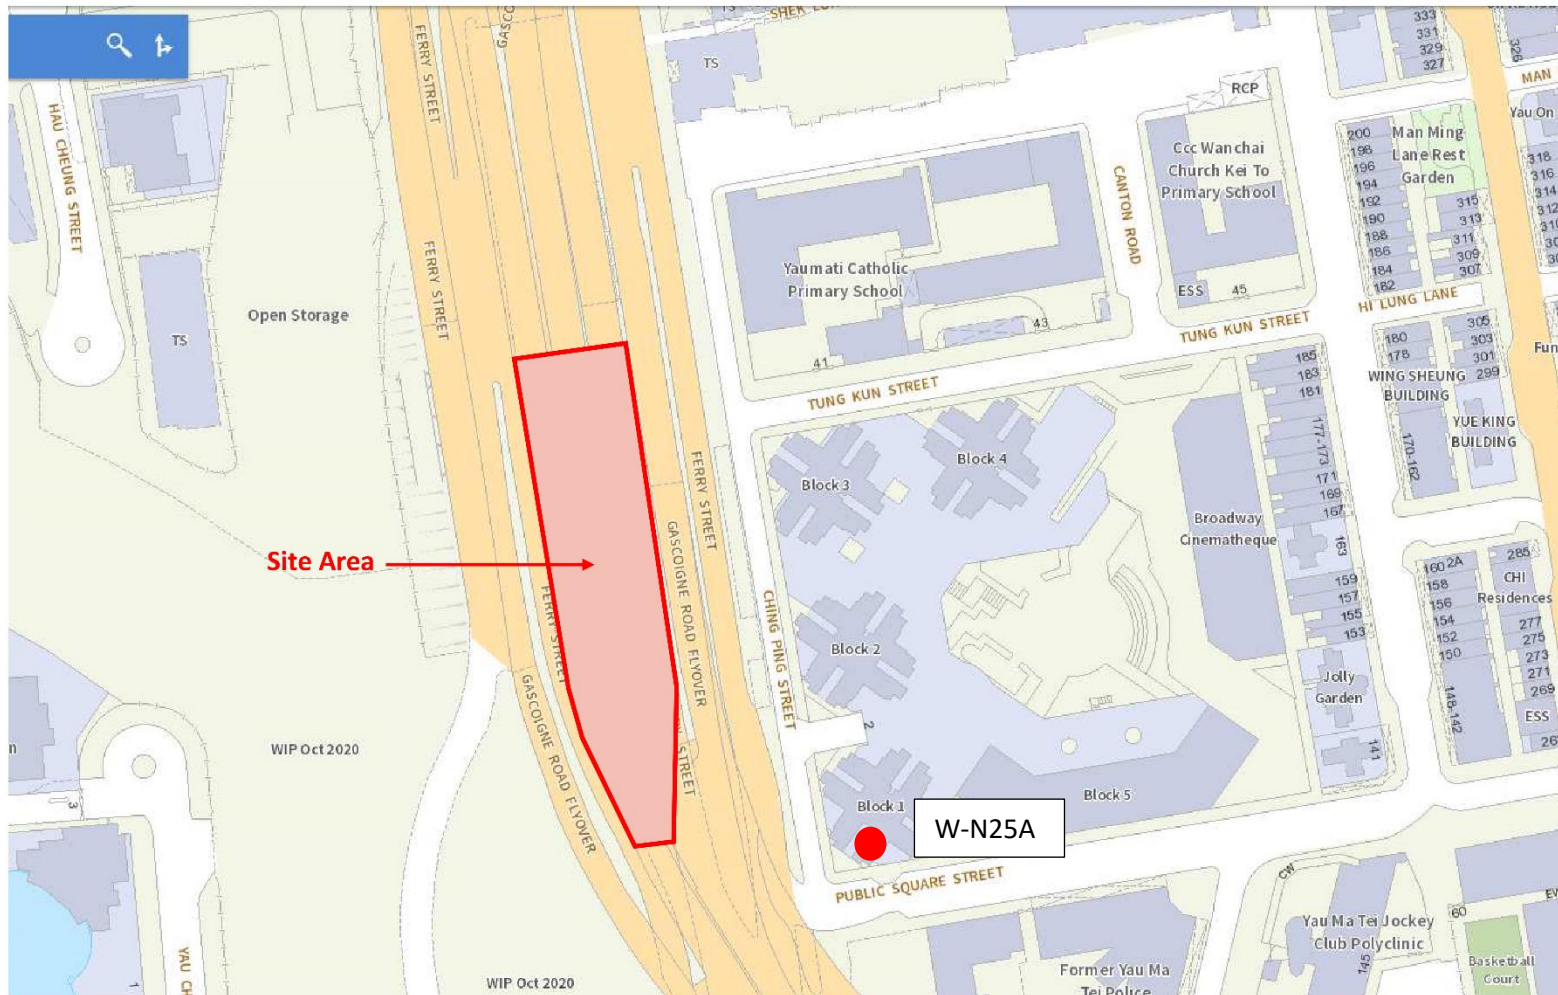 SHEK LUN
TS
TS
333
331
329
327
326
MAN
FERRY STREET
GASCO
HAU CHEUNG STREET
RCP
Yau On
Ccc Wanchai
Church Kei To
Primary School
CANTON ROAD
200
198
196
194
192
190
188
186
184
182
Man Ming
Lane Rest
Garden
315
313
311
309
307
318
316
314
312
310
FERRY STREET
Yaumati Catholic
Primary School
ESS
45
HI LUNG LANE
Open Storage
TS
43
41
TUNG KUN STREET
TUNG KUN STREET
180
178
305
303
301
299
Fun
WING SHEUNG
BUILDING
YUE KING
BUILDING
170-162
185
183
181
177-173
171
169
167
163
Block 3
Block 4
Broadway
Cinematheque
FERRY STREET
GASCOIGNE ROAD FLYOVER
Site Area
FERRY STREET
CHING PING STREET
160
2A
158
156
154
152
150
148-142
285
CHI
Residences
277
275
273
271
269
ESS
159
157
155
153
Block 2
2
Jolly
Garden
141
GASCOIGNE ROAD FLYOVER
STREET
n
WIP Oct 2020
3
Block 1
W-N25A
Block 5
PUBLIC SQUARE STREET
CW
Yau Ma Tei Jockey
Club Polyclinic
145
60
Basketball
Court
Former Yau Ma
Tei Police
YAU CH
1
WIP Oct 2020